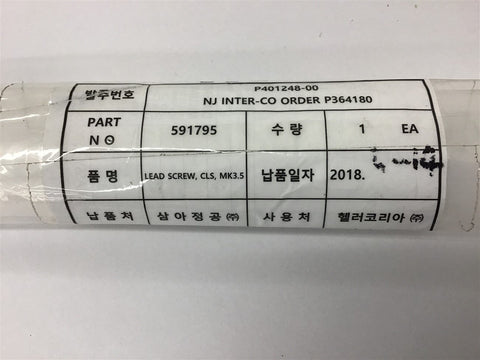 발주번호 P401248-00
NJ INTER-CO ORDER P364180
PART NO 591795 수 량 1 EA
품 명 LEAD SCREW, CLS, MK3.5 납품일자 2018.
납 품 처 삼아정공 ㈜ 사 용 처 헬러코리아 ㈜